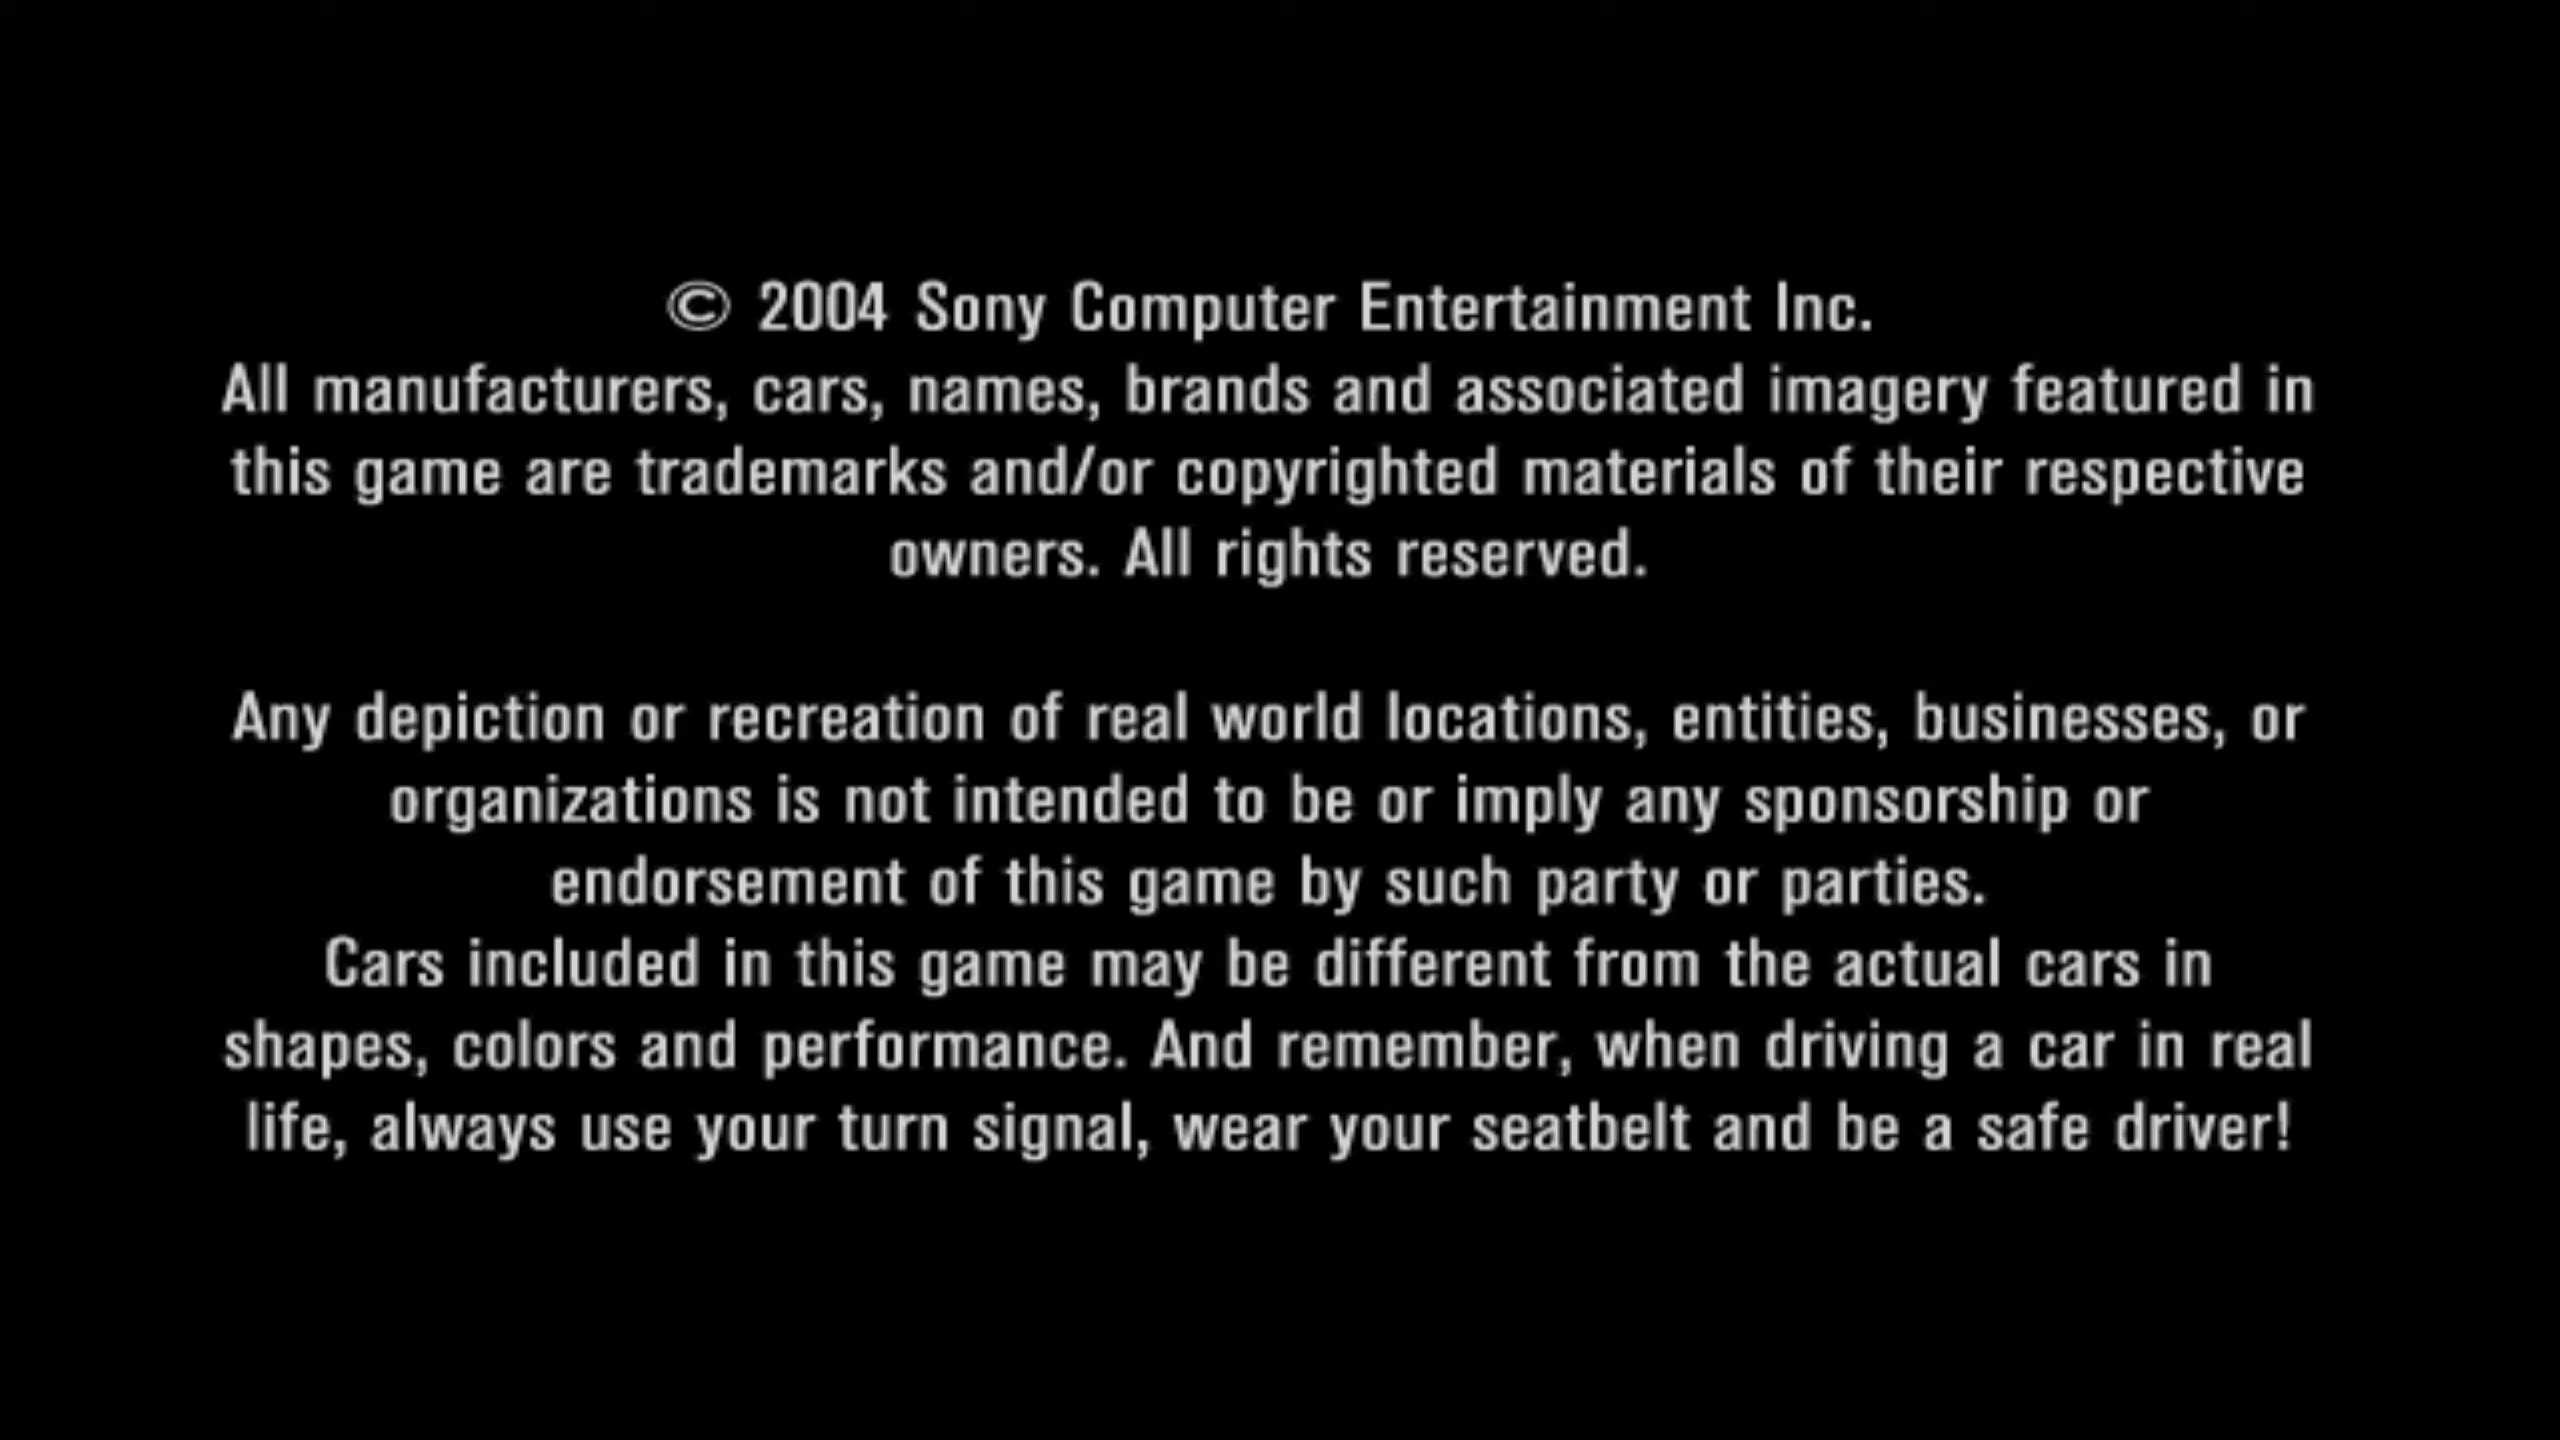 © 2004 Sony Computer Entertainment Inc.
All manufacturers, cars, names, brands and associated imagery featured in
this game are trademarks and/or copyrighted materials of their respective
owners. All rights reserved.
Any depiction or recreation of real world locations, entities, businesses, or
organizations is not intended to be or imply any sponsorship or
endorsement of this game by such party or parties.
Cars included in this game may be different from the actual cars in
shapes, colors and performance. And remember, when driving a car in real
life, always use your turn signal, wear your seatbelt and be a safe driver!